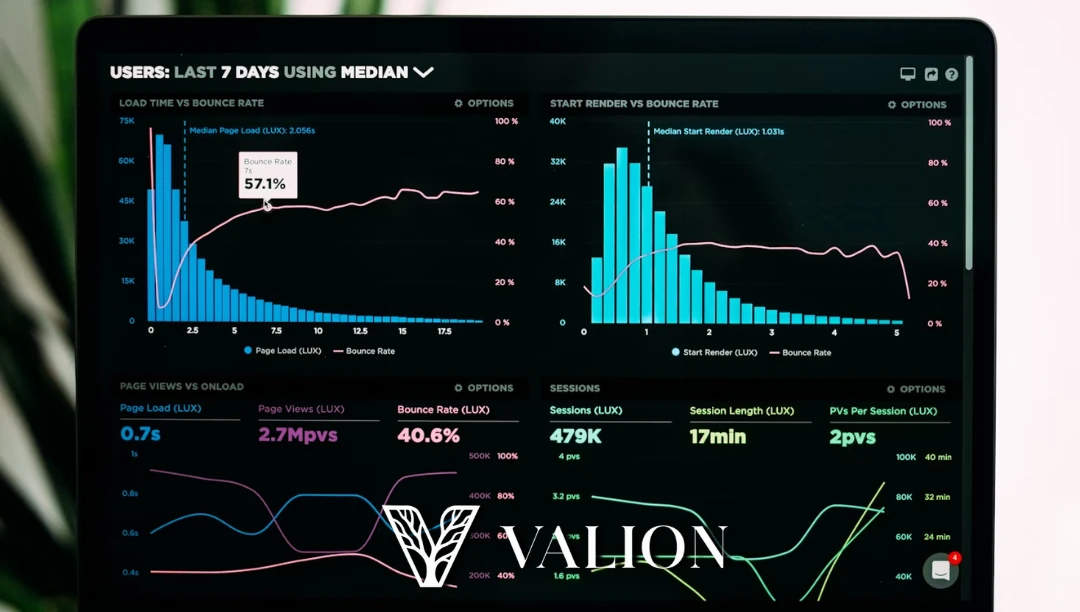 USERS: LAST 7 DAYS USING MEDIAN
LOAD TIME VS BOUNCE RATE
OPTIONS
75K
60K
45K
30K
15K
0
Median Page Load (LUX): 2.056s
Bounce Rate
7s
57.1%
100 %
80 %
60 %
40 %
20 %
0 %
0 2.5 5 7.5 10 12.5 15 17.5
Page Load (LUX) Bounce Rate
START RENDER VS BOUNCE RATE
OPTIONS
40K
32K
24K
16K
8K
0
Median Start Render (LUX): 1.031s
100 %
80 %
60 %
40 %
20 %
0 %
0 1 2 3 4 5
Start Render (LUX) Bounce Rate
PAGE VIEWS VS ONLOAD
OPTIONS
Page Load (LUX)
0.7s
Page Views (LUX)
2.7Mpvs
Bounce Rate (LUX)
40.6%
1s
0.8s
0.6s
0.4s
500K 100%
400K 80%
60%
200K 40%
SESSIONS
OPTIONS
Sessions (LUX)
479K
Session Length (LUX)
17min
PVs Per Session (LUX)
2pvs
4 pvs
3.2 pvs
1.6 pvs
100K 40 min
80K 32 min
60K 24 min
40K
4
VALION